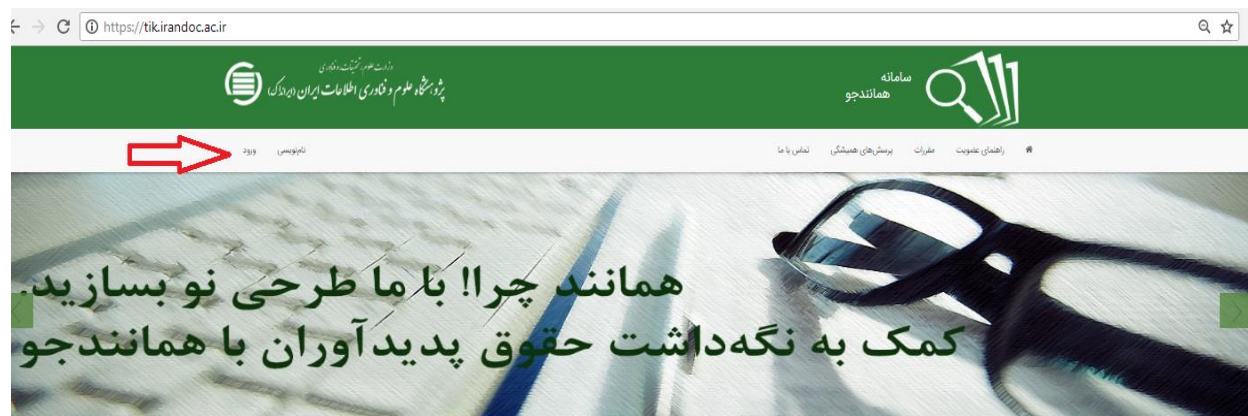 https://tik.irandoc.ac.ir
سامانه
همانندجو
وزارت علوم، تحقیقات و فناوری
پژوهشگاه علوم و فناوری اطلاعات ایران (ایرانداک)
راهنمای عضویت مقررات پرسش‌های همیشگی تماس با ما
نام‌نویسی ورود
همانند چرا! با ما طرحی نو بسازید.
کمک به نگه‌داشت حقوق پدیدآوران با همانندجو